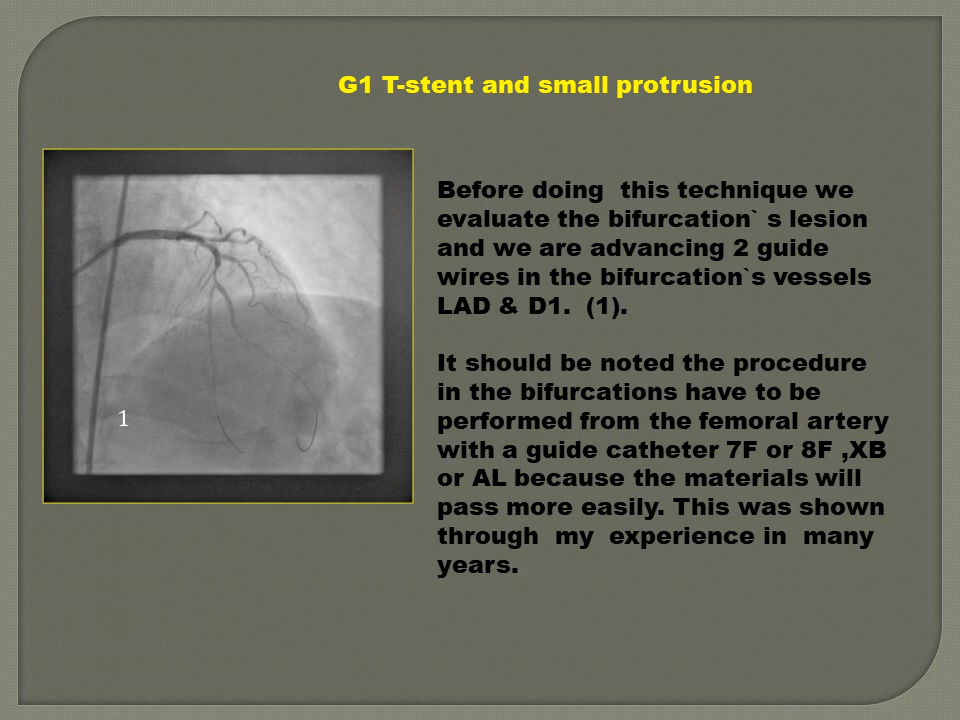 G1 T-stent and small protrusion
Before doing  this technique we
evaluate the bifurcation` s lesion
and we are advancing 2 guide
wires in the bifurcation`s vessels
LAD & D1.  (1).
It should be noted the procedure
in the bifurcations have to be
performed from the femoral artery
with a guide catheter 7F or 8F ,XB
or AL because the materials will
pass more easily. This was shown
through  my  experience in  many
years.
1